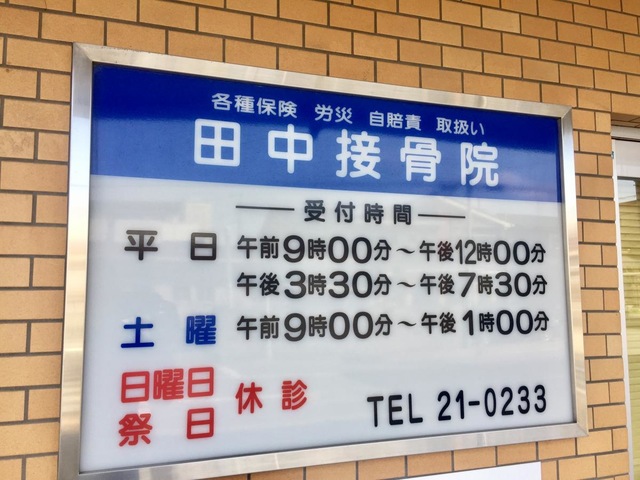 各種保険 労災 自賠責 取扱い
田中接骨院
受付時間
平日 午前9時00分～午後12時00分
午後3時30分～午後7時30分
土曜 午前9時00分～午後1時00分
日曜日
祭日 休診
TEL 21-0233